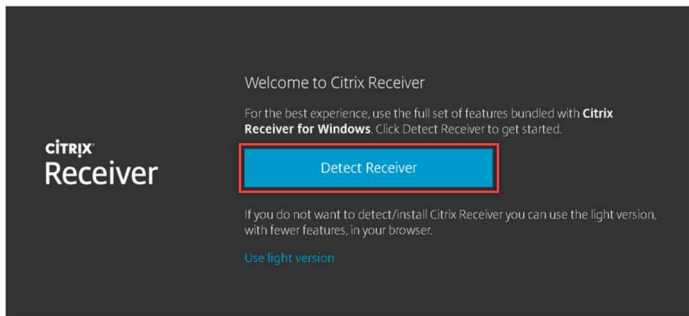 Welcome to Citrix Receiver
For the best experience, use the full set of features bundled with Citrix
Receiver for Windows. Click Detect Receiver to get started.
CİTRİX
Receiver
Detect Receiver
If you do not want to detect/install Citrix Receiver you can use the light version,
with fewer features, in your browser.
Use light version